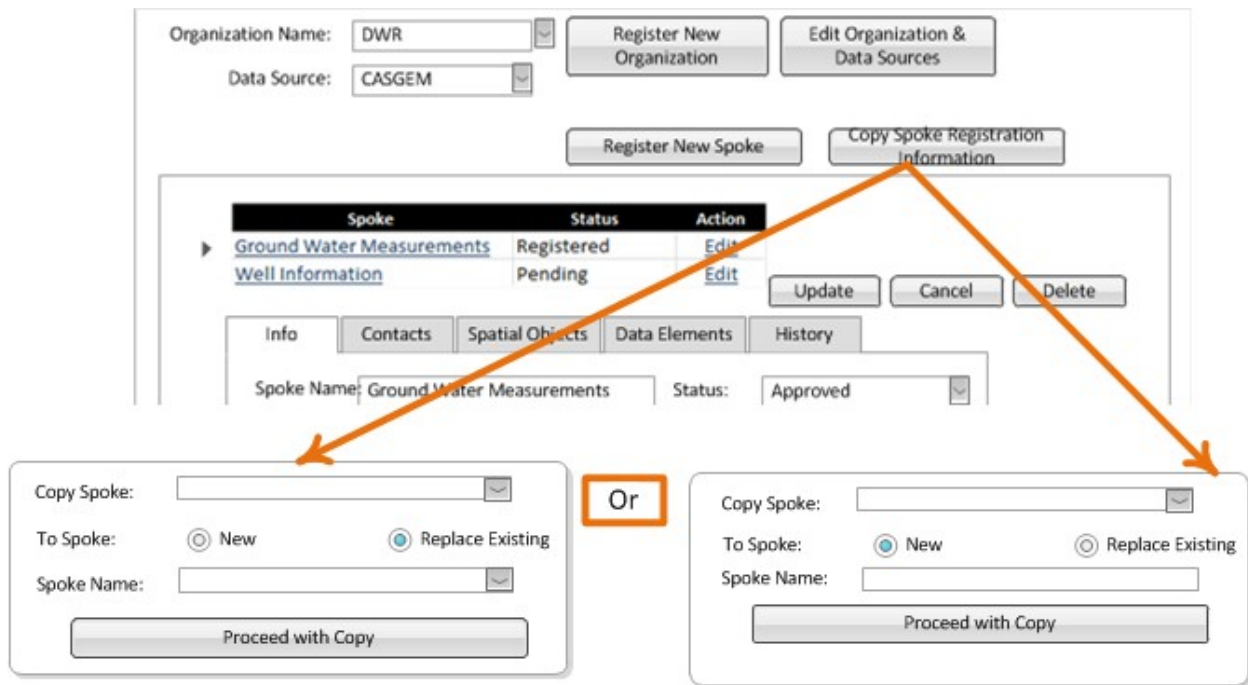 Organization Name: DWR Register New Organization Edit Organization & Data Sources
Data Source: CASGEM
Register New Spoke Copy Spoke Registration Information
Spoke Status Action
Ground Water Measurements Registered Edit
Well Information Pending Edit
Update Cancel Delete
Info Contacts Spatial Objects Data Elements History
Spoke Name: Ground Water Measurements Status: Approved
Copy Spoke:
To Spoke: New Replace Existing
Spoke Name:
Proceed with Copy
Or
Copy Spoke:
To Spoke: New Replace Existing
Spoke Name:
Proceed with Copy